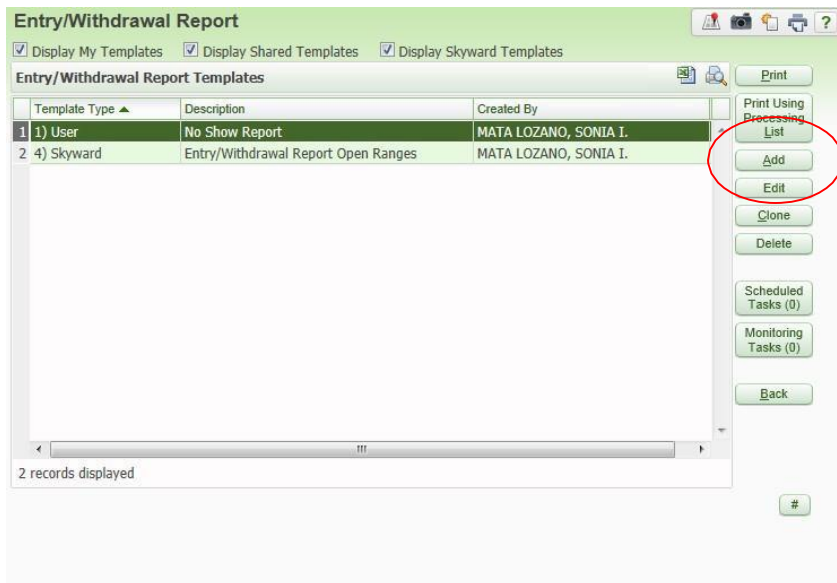 Entry/Withdrawal Report
?
Display My Templates Display Shared Templates Display Skyward Templates
Entry/Withdrawal Report Templates
Template Type Description Created By
1 1) User No Show Report MATA LOZANO, SONIA I.
2 4) Skyward Entry/Withdrawal Report Open Ranges MATA LOZANO, SONIA I.
2 records displayed
Print
Print Using
Processing
List
Add
Edit
Clone
Delete
Scheduled
Tasks (0)
Monitoring
Tasks (0)
Back
#